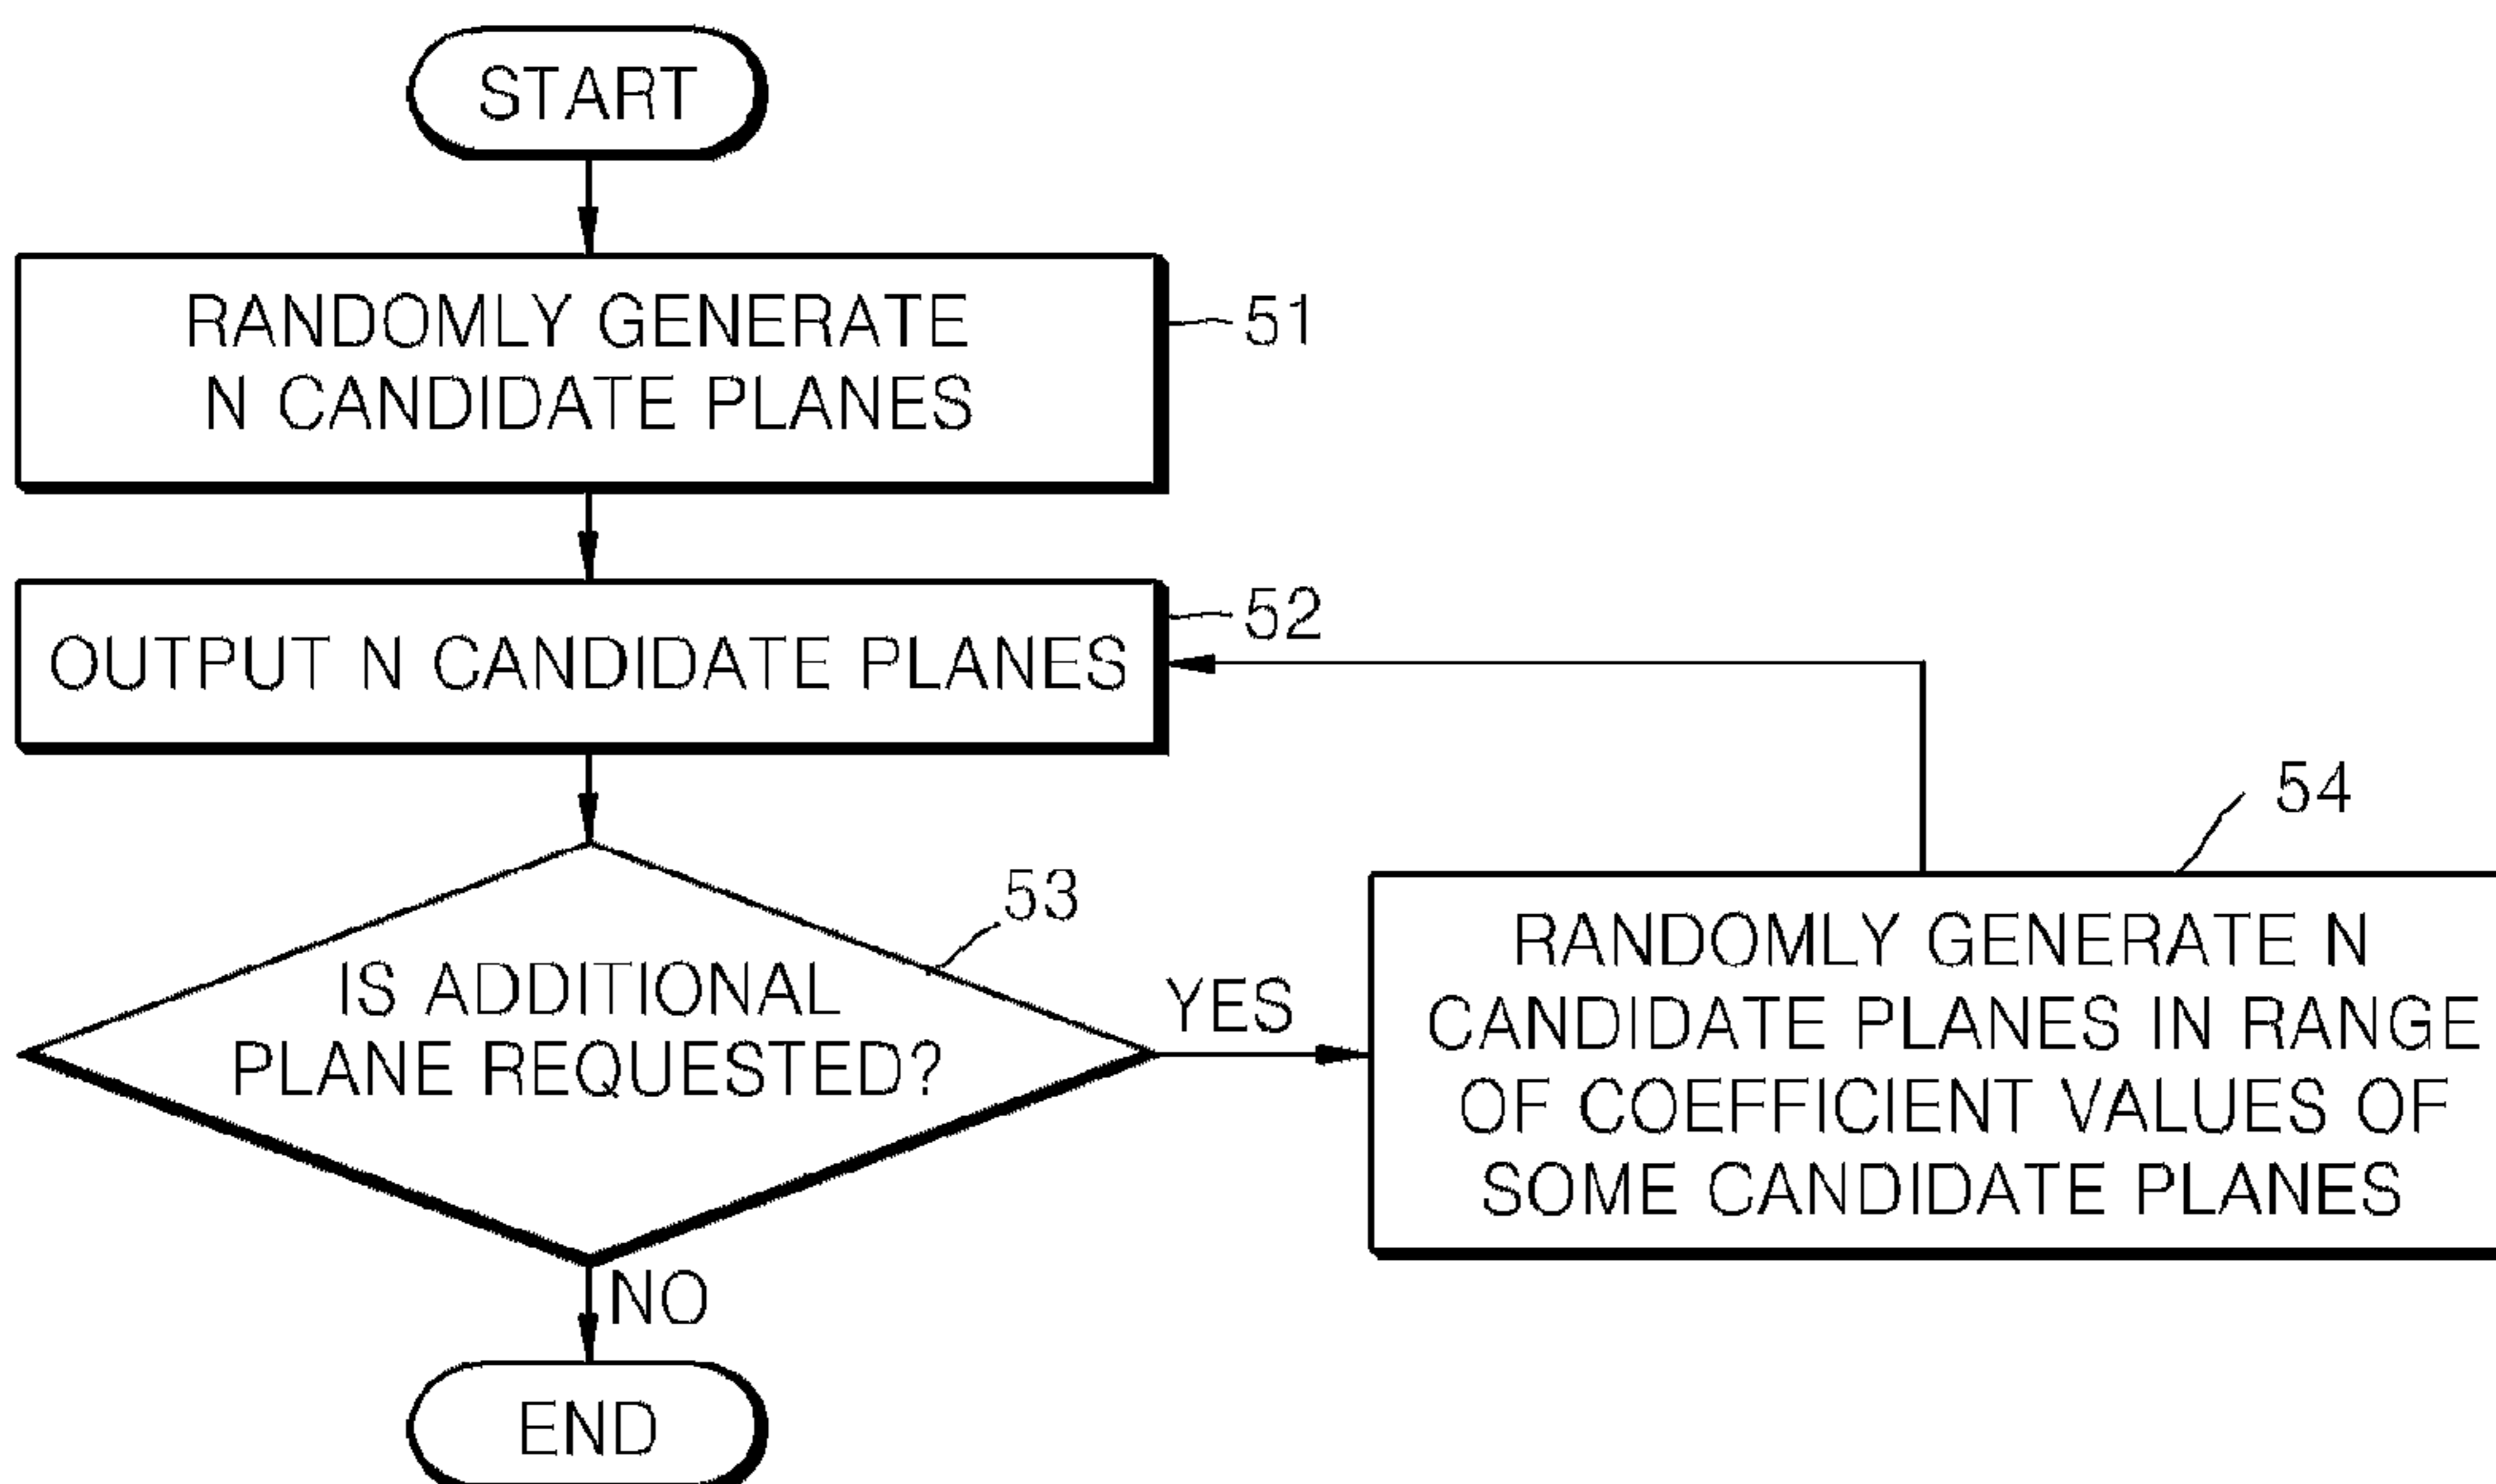 START
RANDOMLY GENERATE
N CANDIDATE PLANES
51
OUTPUT N CANDIDATE PLANES
52
IS ADDITIONAL
PLANE REQUESTED?
53
YES
NO
54
RANDOMLY GENERATE N
CANDIDATE PLANES IN RANGE
OF COEFFICIENT VALUES OF
SOME CANDIDATE PLANES
END